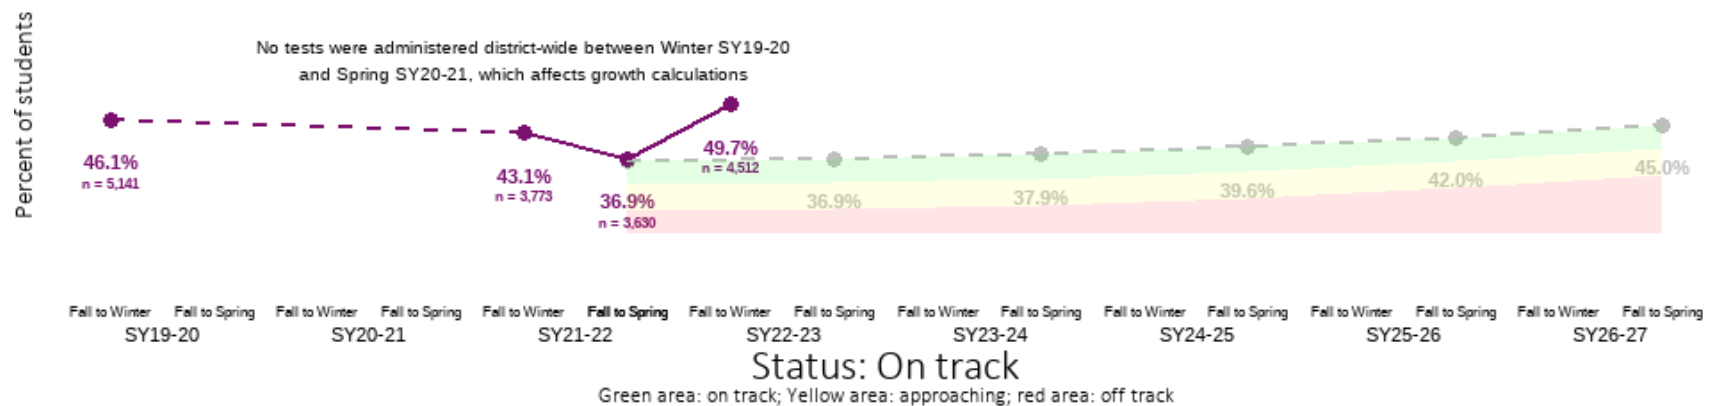 Percent of students
No tests were administered district-wide between Winter SY19-20
and Spring SY20-21, which affects growth calculations
46.1%
n = 5,141
43.1%
n = 3,773
36.9%
n = 3,630
49.7%
n = 4,512
36.9%
37.9%
39.6%
42.0%
45.0%
Fall to Winter Fall to Spring Fall to Winter Fall to Spring Fall to Winter Fall to Spring Fall to Winter Fall to Spring Fall to Winter Fall to Spring Fall to Winter Fall to Spring Fall to Winter Fall to Spring Fall to Winter Fall to Spring
SY19-20 SY20-21 SY21-22 SY22-23 SY23-24 SY24-25 SY25-26 SY26-27
Status: On track
Green area: on track; Yellow area: approaching; red area: off track